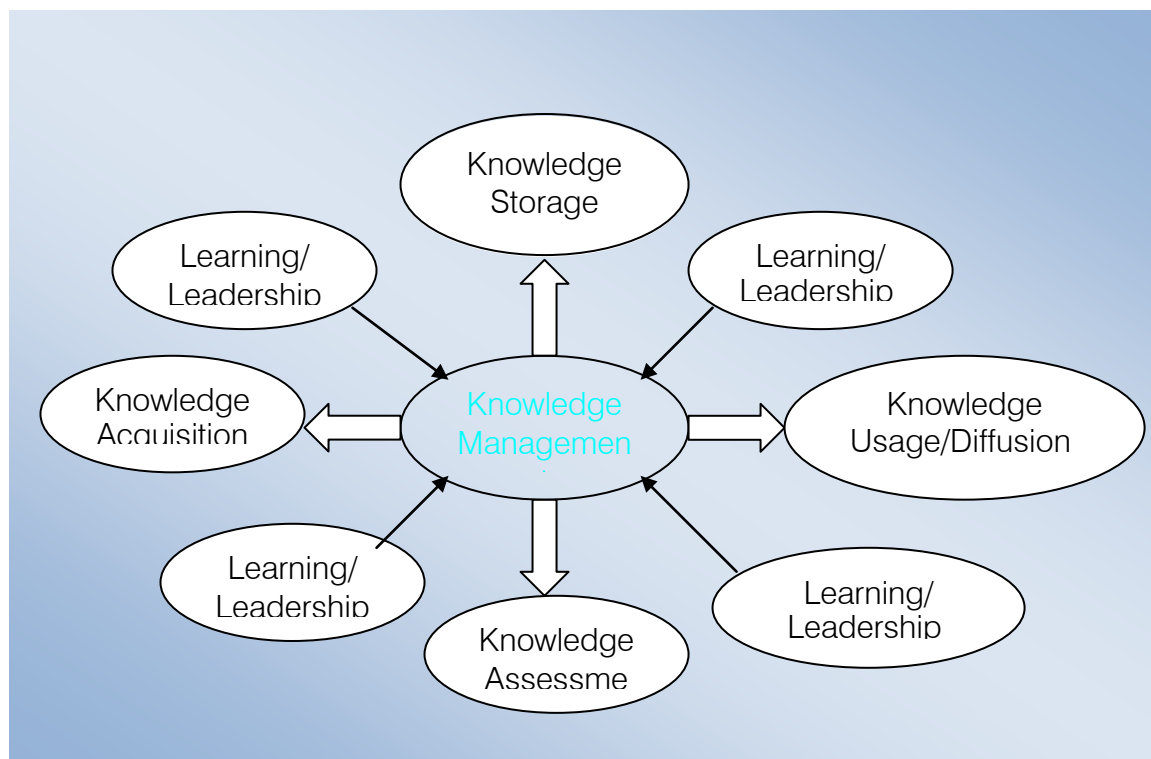 Knowledge
Storage
Learning/
Leadership
Learning/
Leadership
Knowledge
Acquisition
Knowledge
Managemen
Knowledge
Usage/Diffusion
Learning/
Leadership
Knowledge
Assessme
Learning/
Leadership